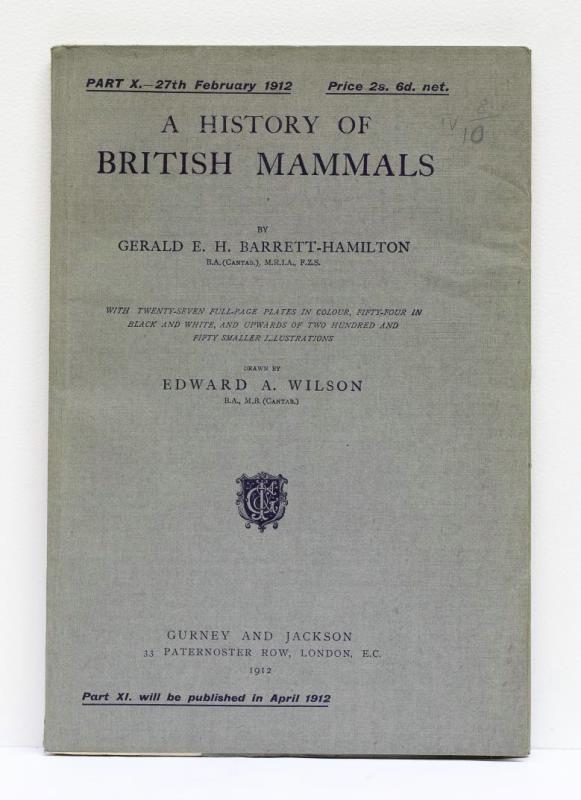 PART X.—27th February 1912 Price 2s. 6d. net.
A HISTORY OF
BRITISH MAMMALS
BY
GERALD E. H. BARRETT-HAMILTON
B.A. (CANTAB.), M.R.I.A., F.Z.S.
WITH TWENTY-SEVEN FULL-PAGE PLATES IN COLOUR, FIFTY-FOUR IN
BLACK AND WHITE, AND UPWARDS OF TWO HUNDRED AND
FIFTY SMALLER ILLUSTRATIONS
DRAWN BY
EDWARD A. WILSON
B.A., M.B. (CANTAB.)
GURNEY AND JACKSON
33 PATERNOSTER ROW, LONDON, E.C.
1912
Part XI. will be published in April 1912